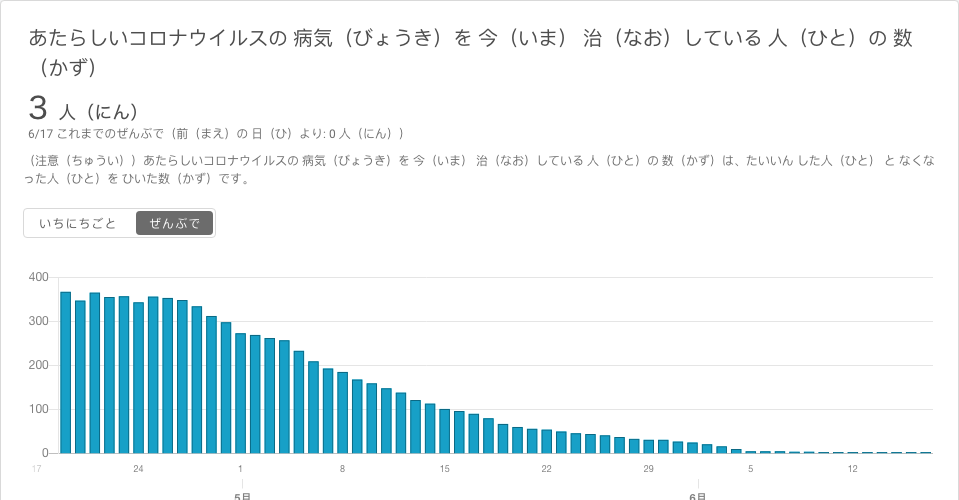 あたらしいコロナウイルスの 病気（びょうき）を 今（いま） 治（なお）している 人（ひと）の 数
（かず）
3 人（にん）
6/17 これまでのぜんぶで（前（まえ）の 日（ひ）より: 0 人（にん））
（注意（ちゅうい））あたらしいコロナウイルスの 病気（びょうき）を 今（いま） 治（なお）している 人（ひと）の 数（かず）は、たいいん した人（ひと） と なくな
った人（ひと）を ひいた数（かず）です。
いちにちごと ぜんぶで
400
300
200
100
0
17 24 1 8 15 22 29 5 12
5月 6月